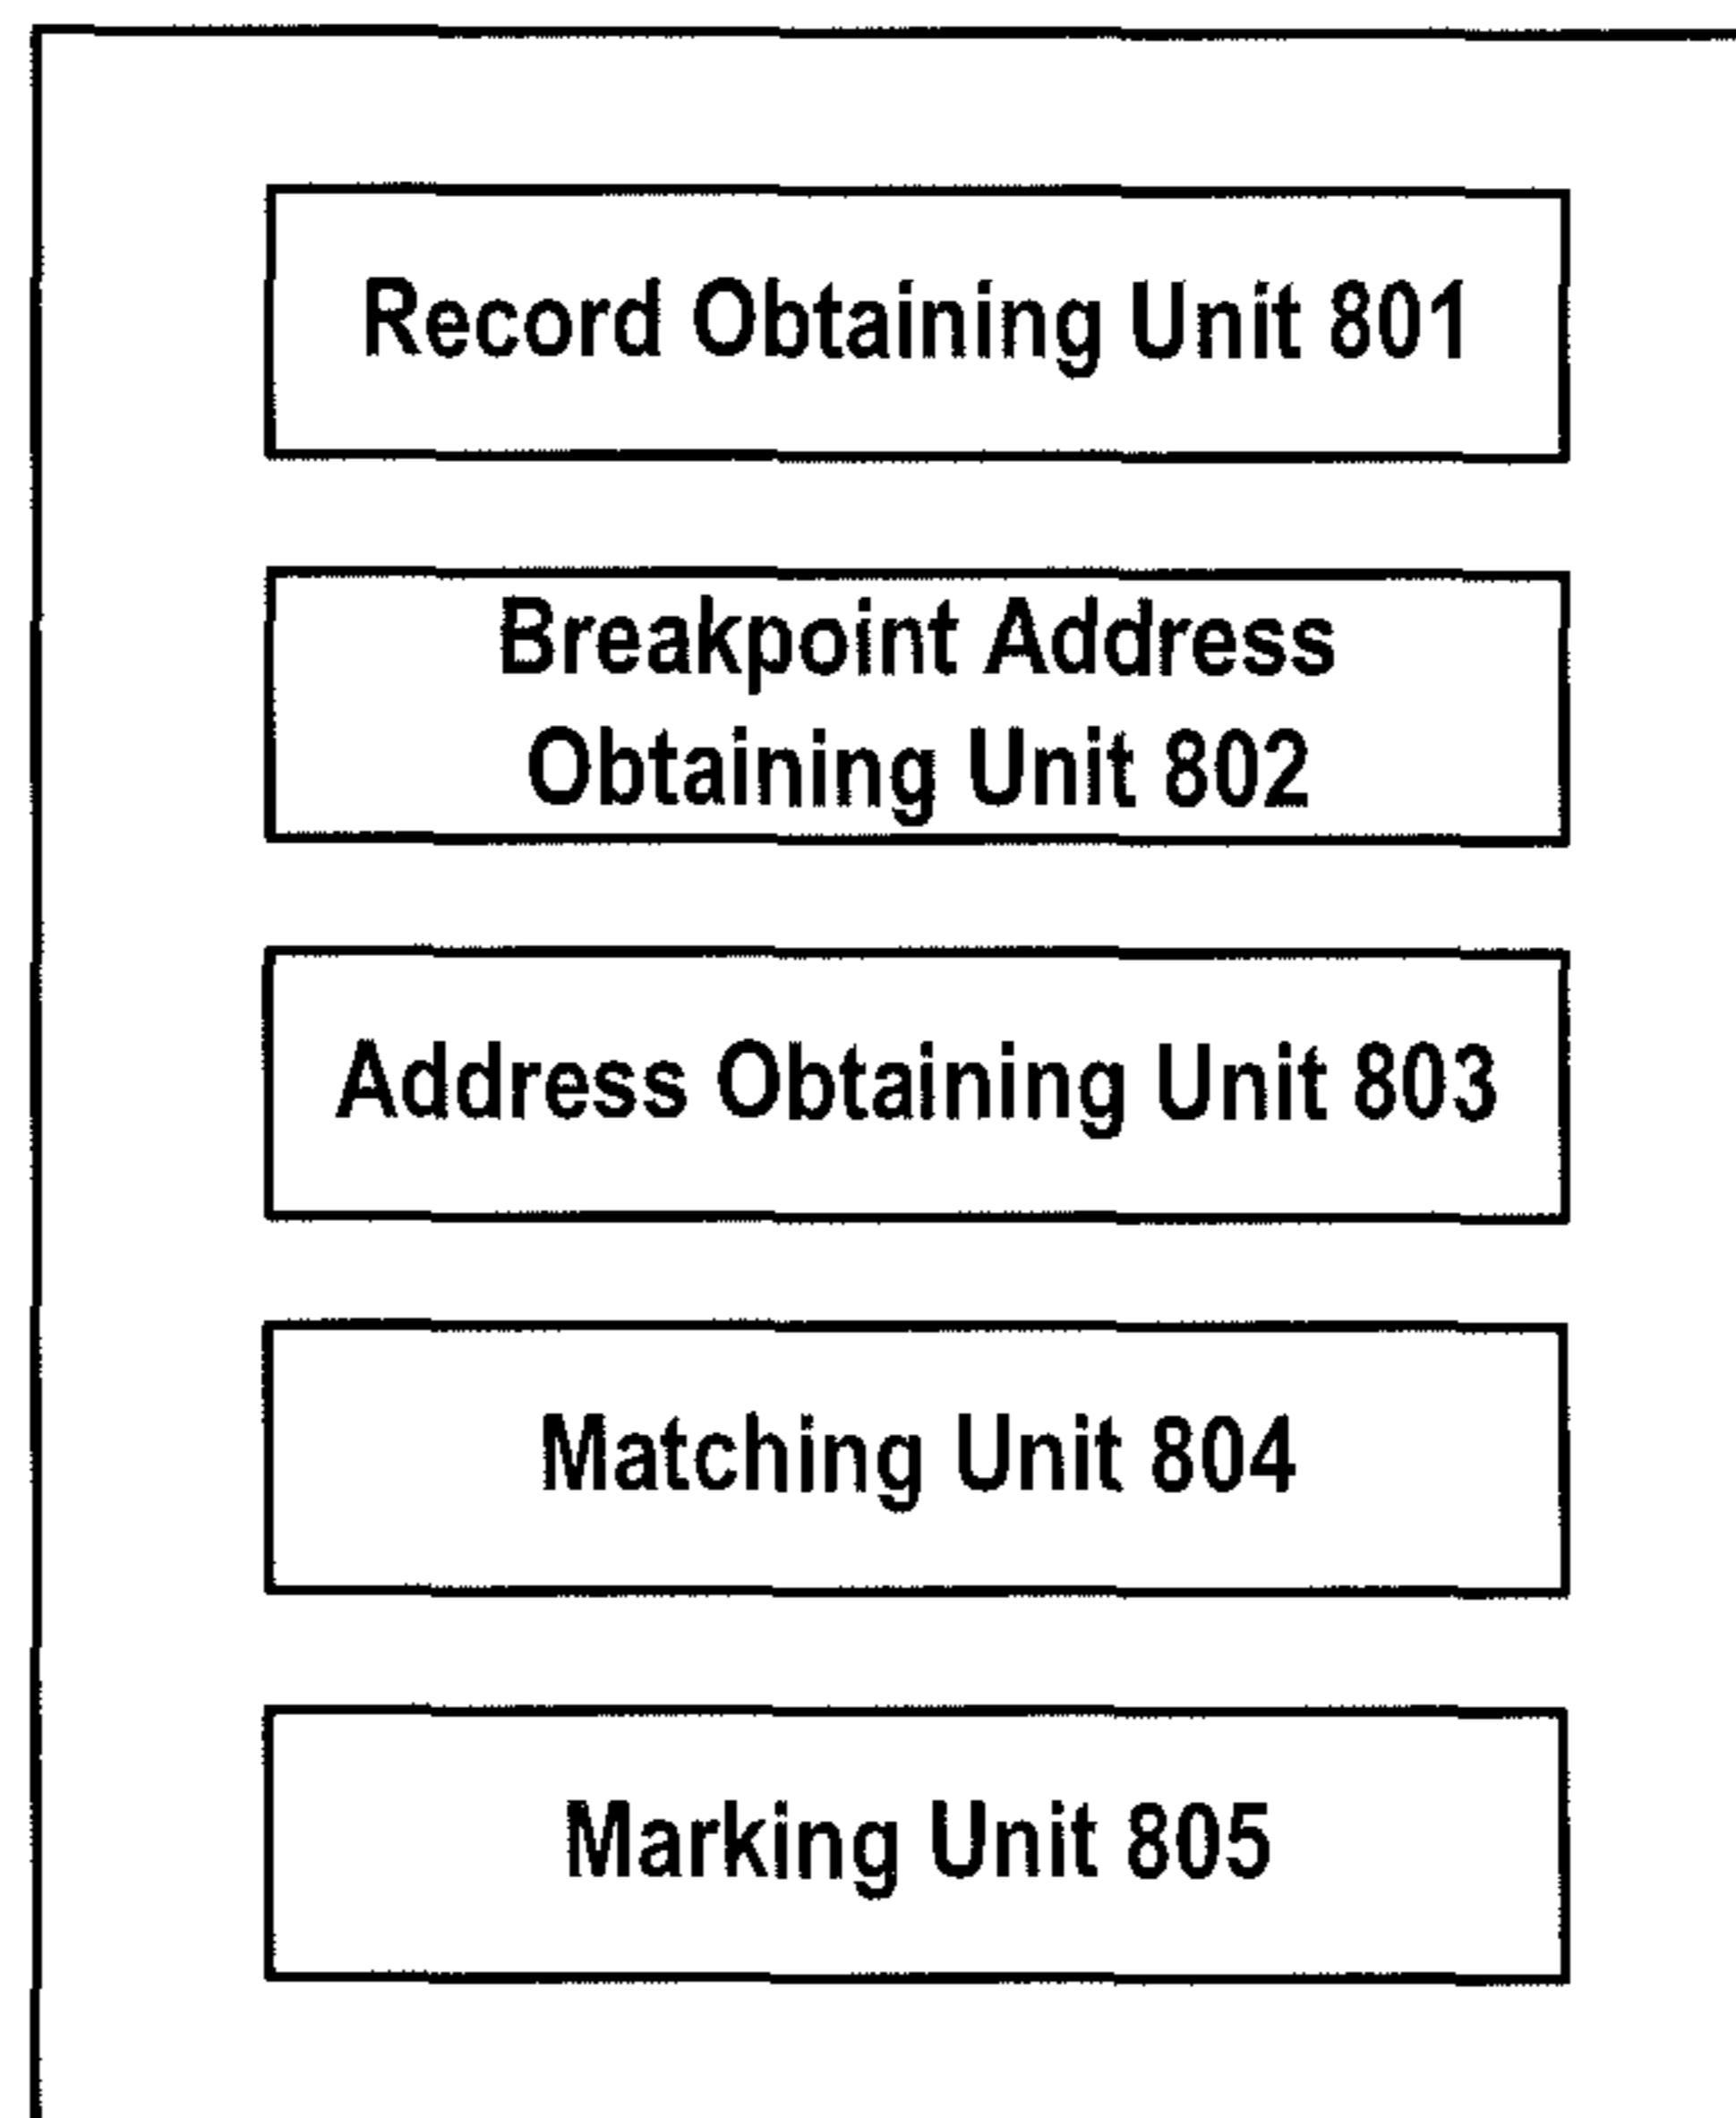 Record Obtaining Unit 801
Breakpoint Address
Obtaining Unit 802
Address Obtaining Unit 803
Matching Unit 804
Marking Unit 805